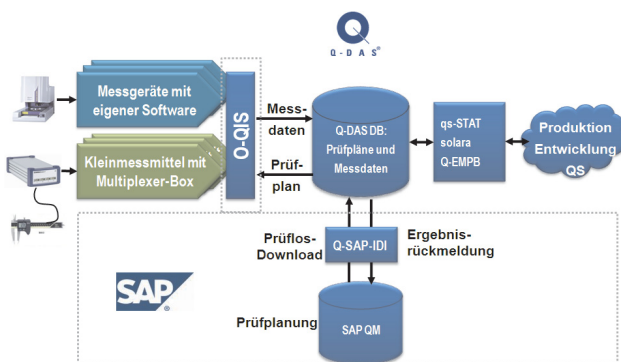 Q-DAS®
Messgeräte mit
eigener Software
Kleinmessmittel mit
Multiplexer-Box
O-QIS
Mess-
daten
Prüf-
plan
Q-DAS DB:
Prüfpläne und
Messdaten
qs-STAT
solara
Q-EMPB
Produktion
Entwicklung
QS
Prüflos-
Download
Q-SAP-IDI
Ergebnis-
rückmeldung
SAP
Prüfplanung
SAP QM